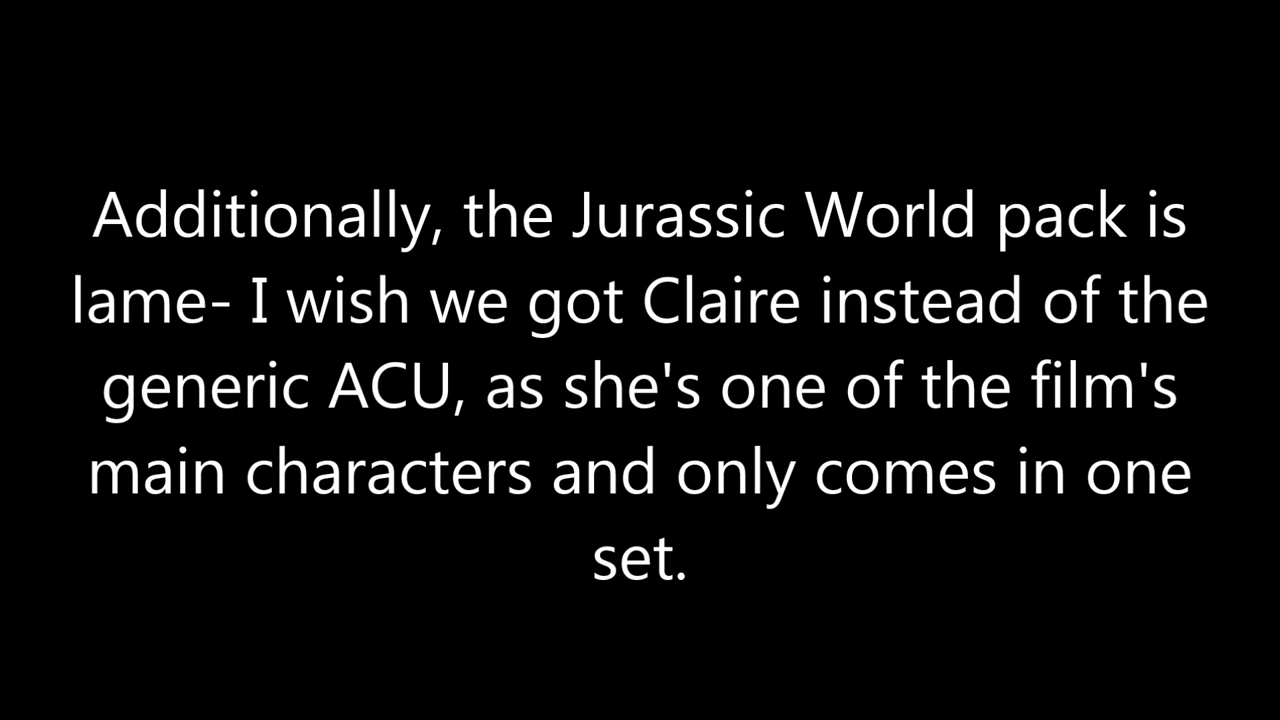 Additionally, the Jurassic World pack is
lame- I wish we got Claire instead of the
generic ACU, as she's one of the film's
main characters and only comes in one
set.